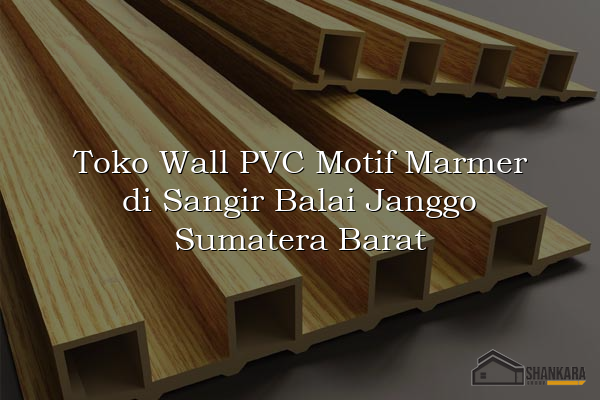 Toko Wall PVC Motif Marmer
di Sangir Balai Janggo
Sumatera Barat
SHANKARA